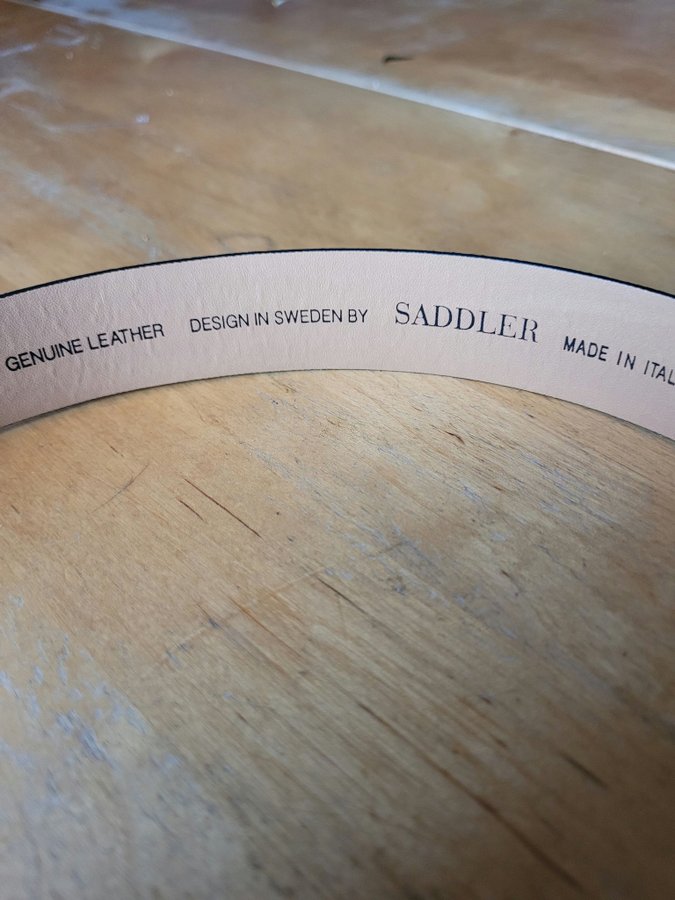 GENUINE LEATHER DESIGN IN SWEDEN BY SADDLER MADE IN ITAL